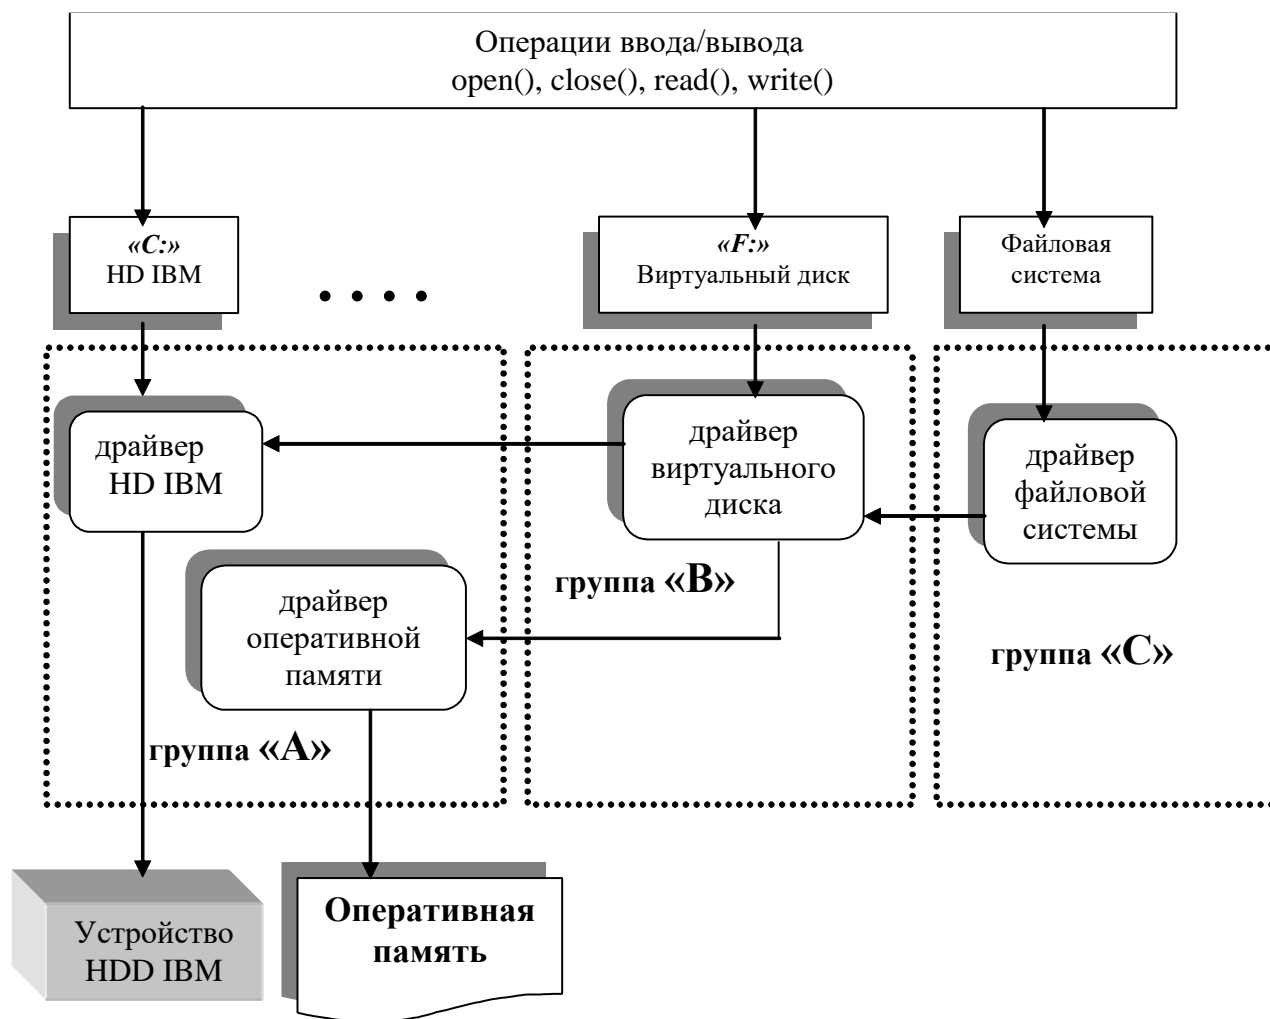 Операции ввода/вывода
open(), close(), read(), write()
«C:»
HD IBM
«F:»
Виртуальный диск
Файловая
система
драйвер
HD IBM
драйвер
виртуального
диска
драйвер
файловой
системы
драйвер
оперативной
памяти
группа «B»
группа «C»
группа «A»
Устройство
HDD IBM
Оперативная
память